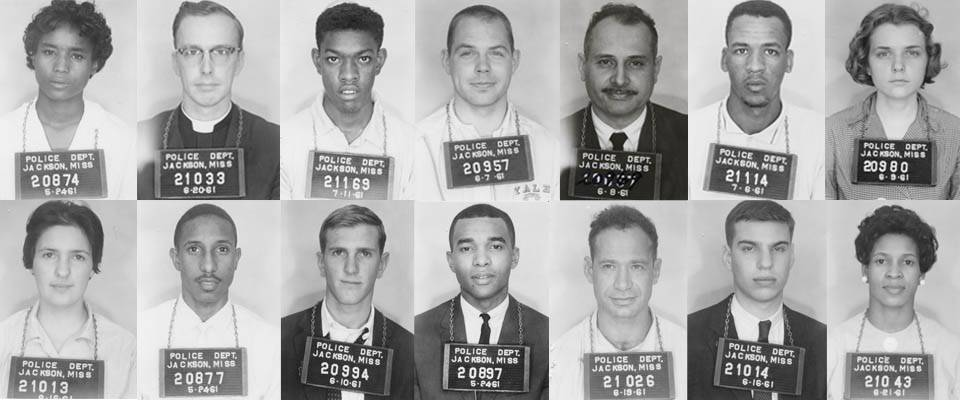 POLICE DEPT.
JACKSON, MISS
20874
5-24-61
POLICE DEPT.
JACKSON, MISS
21033
6-20-61
POLICE DEPT.
JACKSON, MISS
21169
7-7-61
POLICE DEPT.
JACKSON, MISS
20957
6-7-61
YALE
POLICE DEPT.
JACKSON, MISS
6-9-61
POLICE DEPT.
JACKSON, MISS
21114
7-6-61
POLICE DEPT.
JACKSON, MISS
20980
6-9-61
POLICE DEPT.
JACKSON, MISS
21013
POLICE DEPT.
JACKSON, MISS
20877
5-24-61
POLICE DEPT.
JACKSON, MISS
20994
6-10-61
POLICE DEPT.
JACKSON, MISS
20897
5-24-61
POLICE DEPT.
JACKSON, MISS
21026
6-19-61
POLICE DEPT.
JACKSON, MISS
21014
6-16-61
POLICE DEPT.
JACKSON, MISS
21043
6-21-61